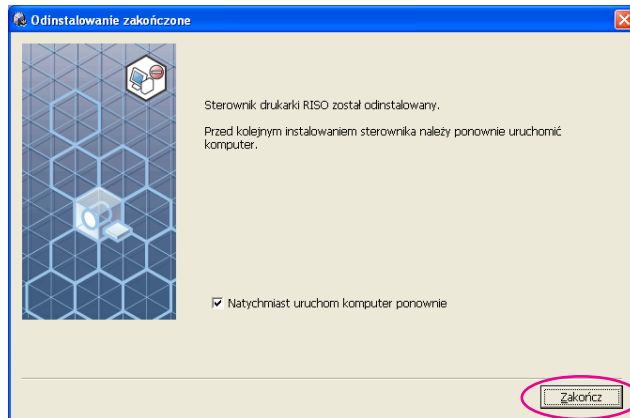 Odinstalowanie zakończone
Sterownik drukarki RISO został odinstalowany.
Przed kolejnym instalowaniem sterownika należy ponownie uruchomić
komputer.
Natychmiast uruchom komputer ponownie
Zakończ